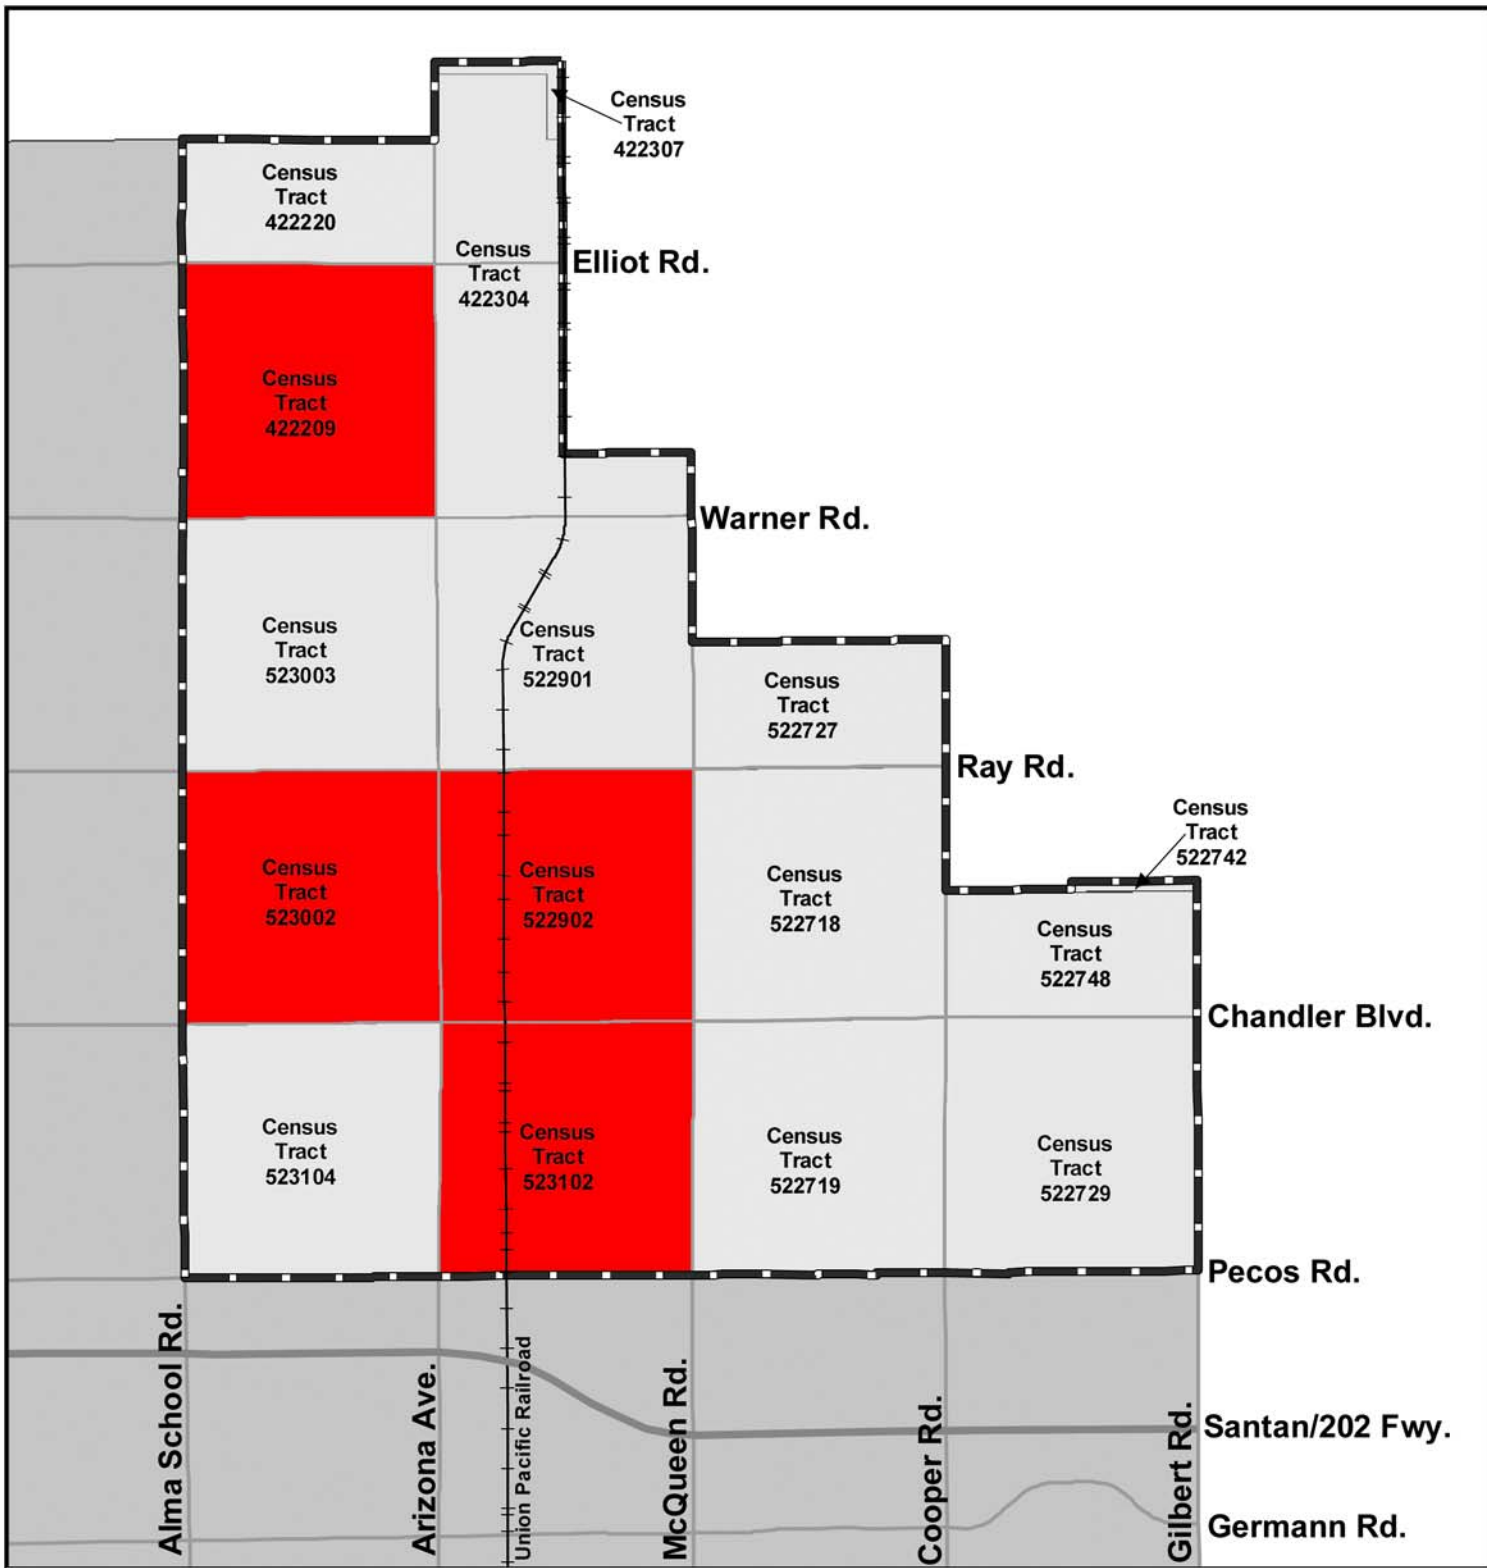 Census
Tract
422307
Census
Tract
422220
Census
Tract
422304
Elliot Rd.
Census
Tract
422209
Warner Rd.
Census
Tract
523003
Census
Tract
522901
Census
Tract
522727
Ray Rd.
Census
Tract
522742
Census
Tract
523002
Census
Tract
522902
Census
Tract
522718
Census
Tract
522748
Chandler Blvd.
Census
Tract
523104
Census
Tract
523102
Census
Tract
522719
Census
Tract
522729
Pecos Rd.
Alma School Rd.
Arizona Ave.
Union Pacific Railroad
McQueen Rd.
Cooper Rd.
Gilbert Rd.
Santan/202 Fwy.
Germann Rd.